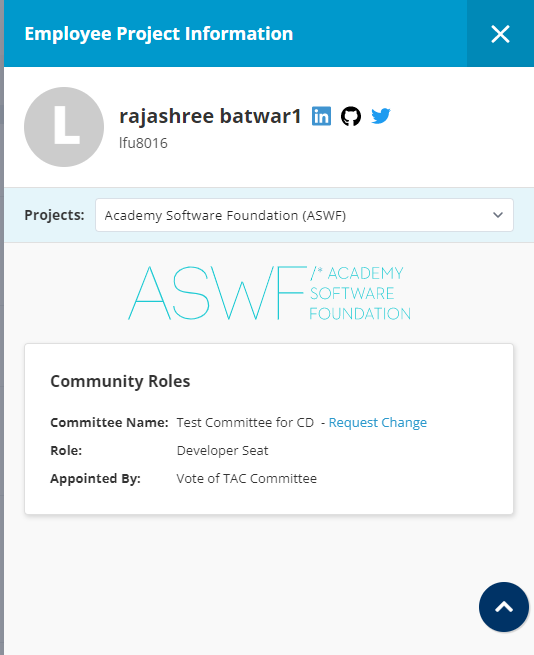 Employee Project Information
L
rajashree batwar1
lfu8016
Projects: Academy Software Foundation (ASWF)
ASWF /* ACADEMY
SOFTWARE
FOUNDATION
Community Roles
Committee Name: Test Committee for CD - Request Change
Role: Developer Seat
Appointed By: Vote of TAC Committee